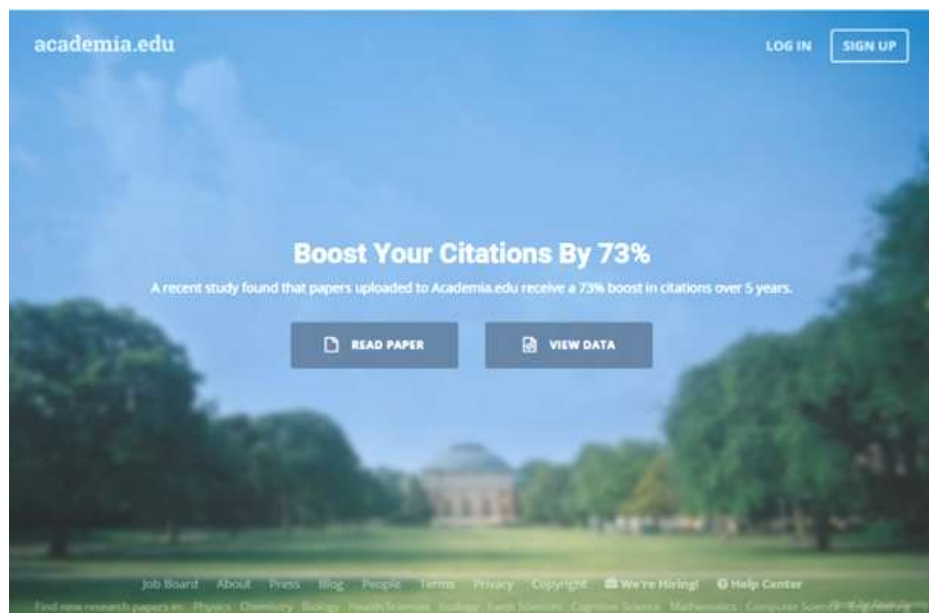 academia.edu
LOG IN
SIGN UP
Boost Your Citations By 73%
A recent study found that papers uploaded to Academia.edu receive a 73% boost in citations over 5 years.
READ PAPER
VIEW DATA
Job Board About Press Blog People Terms Privacy Copyright We're Hiring! Help Center
Find new research papers in: Physics Chemistry Biology Health Sciences Ecology Earth Sciences Cognitive Science Mathematics Computer Science